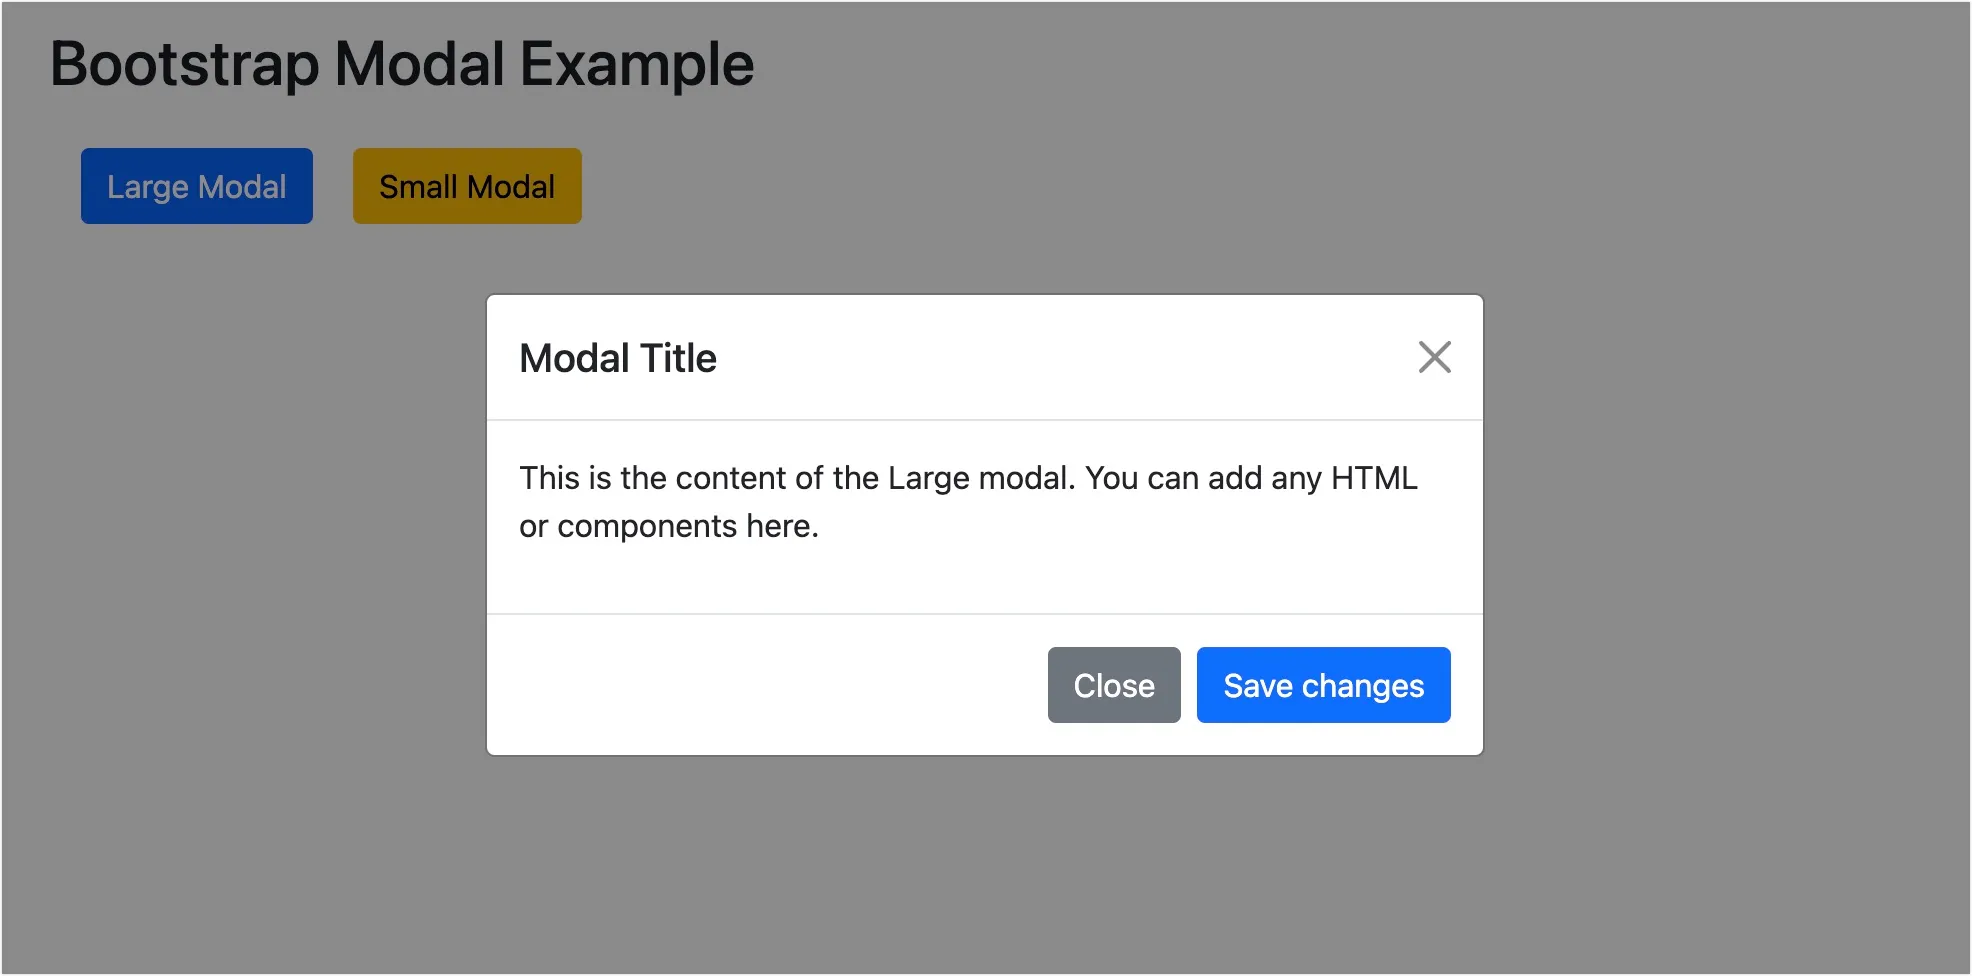 Bootstrap Modal Example
Large Modal
Small Modal
Modal Title
This is the content of the Large modal. You can add any HTML
or components here.
Close
Save changes